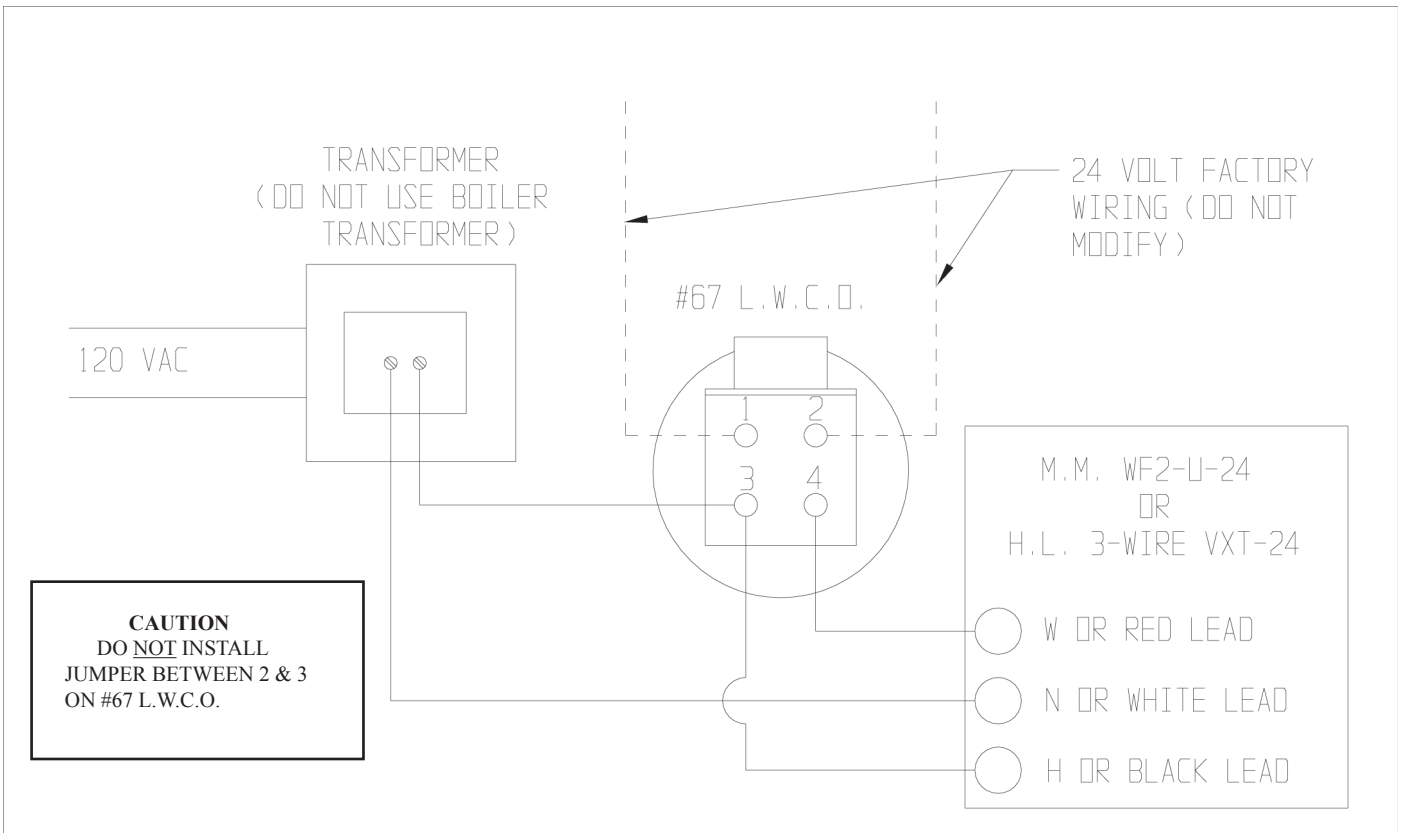 TRANSFORMER
(DO NOT USE BOILER
TRANSFORMER)
24 VOLT FACTORY
WIRING (DO NOT
MODIFY)
#67 L.W.C.O.
120 VAC
1 2
3 4
M.M. WF2-U-24
OR
H.L. 3-WIRE VXT-24
W OR RED LEAD
N OR WHITE LEAD
H OR BLACK LEAD
CAUTION
DO NOT INSTALL
JUMPER BETWEEN 2 & 3
ON #67 L.W.C.O.